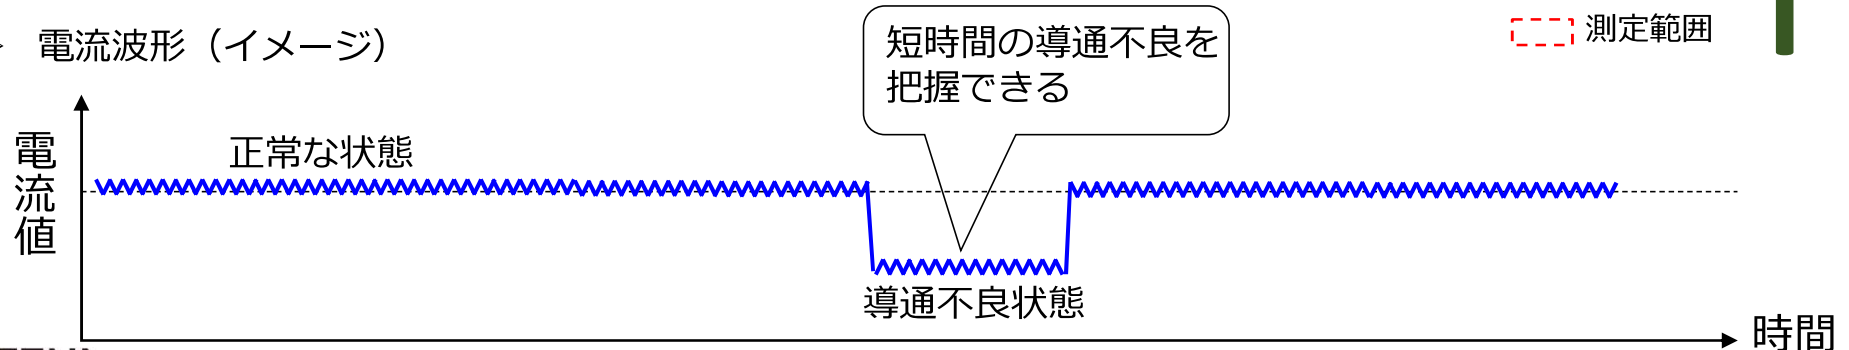 電流波形（イメージ）
短時間の導通不良を
把握できる
測定範囲
電流値
正常な状態
導通不良状態
時間